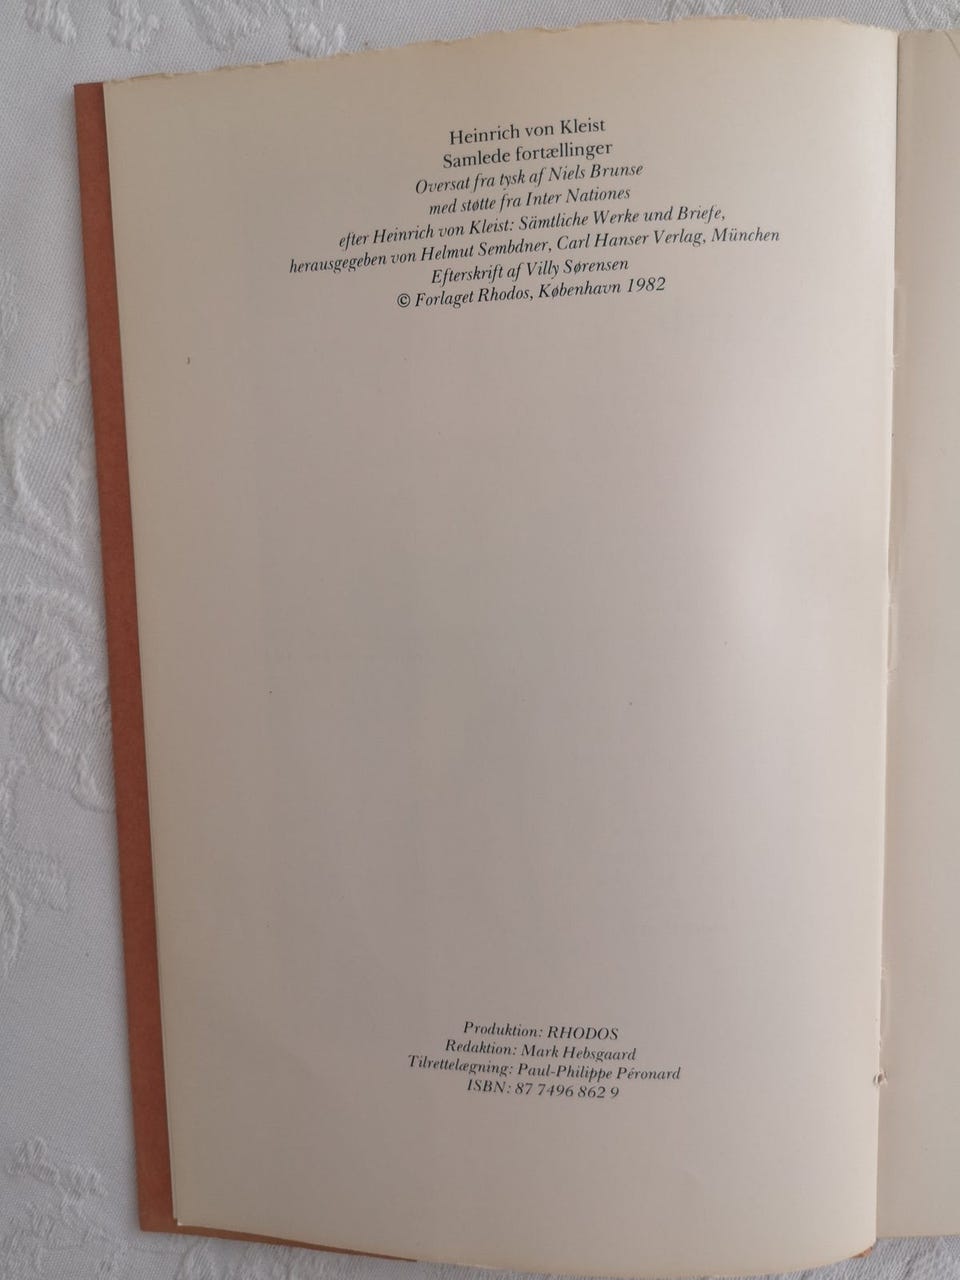 Heinrich von Kleist
Samlede fortællinger
Oversat fra tysk af Niels Brunse
med støtte fra Inter Nationes
efter Heinrich von Kleist: Sämtliche Werke und Briefe,
herausgegeben von Helmut Sembdner, Carl Hanser Verlag, München
Efterskrift af Villy Sørensen
© Forlaget Rhodos, København 1982
Produktion: RHODOS
Redaktion: Mark Hebsgaard
Tilrettelægning: Paul-Philippe Péronard
ISBN: 87 7496 862 9